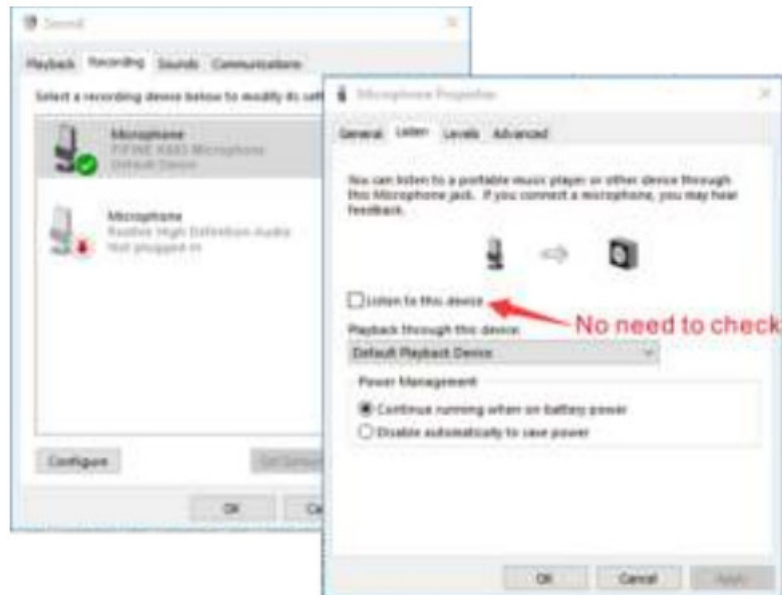 Sound
Playback Recording Sounds Communications
Select a recording device below to modify its
Microphone
Microphone
Default Device
Microphone
Realtek High Definition Audio
Not plugged in
Configure
OK
Microphone Properties
General Listen Levels Advanced
You can listen to a portable music player or other device through
this Microphone jack. If you connect a microphone, you may hear
feedback.
Listen to this device
No need to check
Playback through this device:
Default Playback Device
Power Management
Continue running when on battery power
Disable automatically to save power
OK Cancel Apply